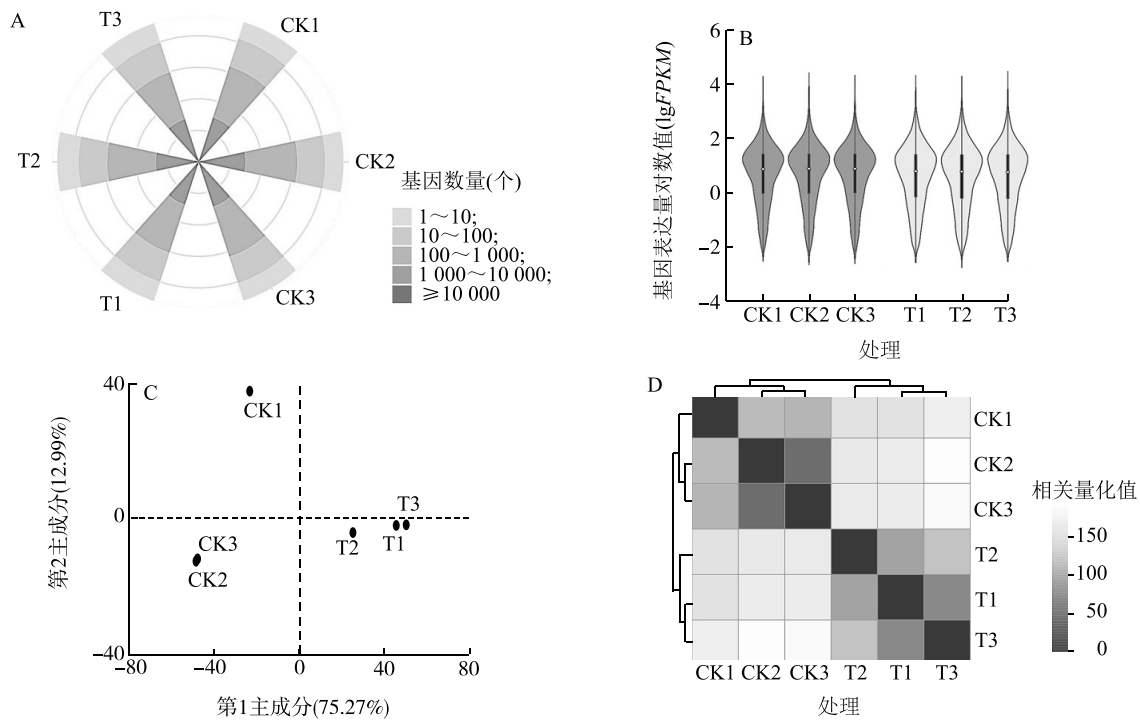 A
T3
CK1
T2
CK2
T1
CK3
基因数量(个)
1～10;
10～100;
100～1 000;
1 000～10 000;
≥10 000
B
基因表达量对数值(lgFPKM)
6
4
2
0
−2
−4
CK1 CK2 CK3 T1 T2 T3
处理
C
第2主成分(12.99%)
40
0
−40
CK1
CK3
CK2
T2
T1
T3
−80 −40 0 40 80
第1主成分(75.27%)
D
CK1
CK2
CK3
T2
T1
T3
CK1 CK2 CK3 T2 T1 T3
处理
相关量化值
150
100
50
0